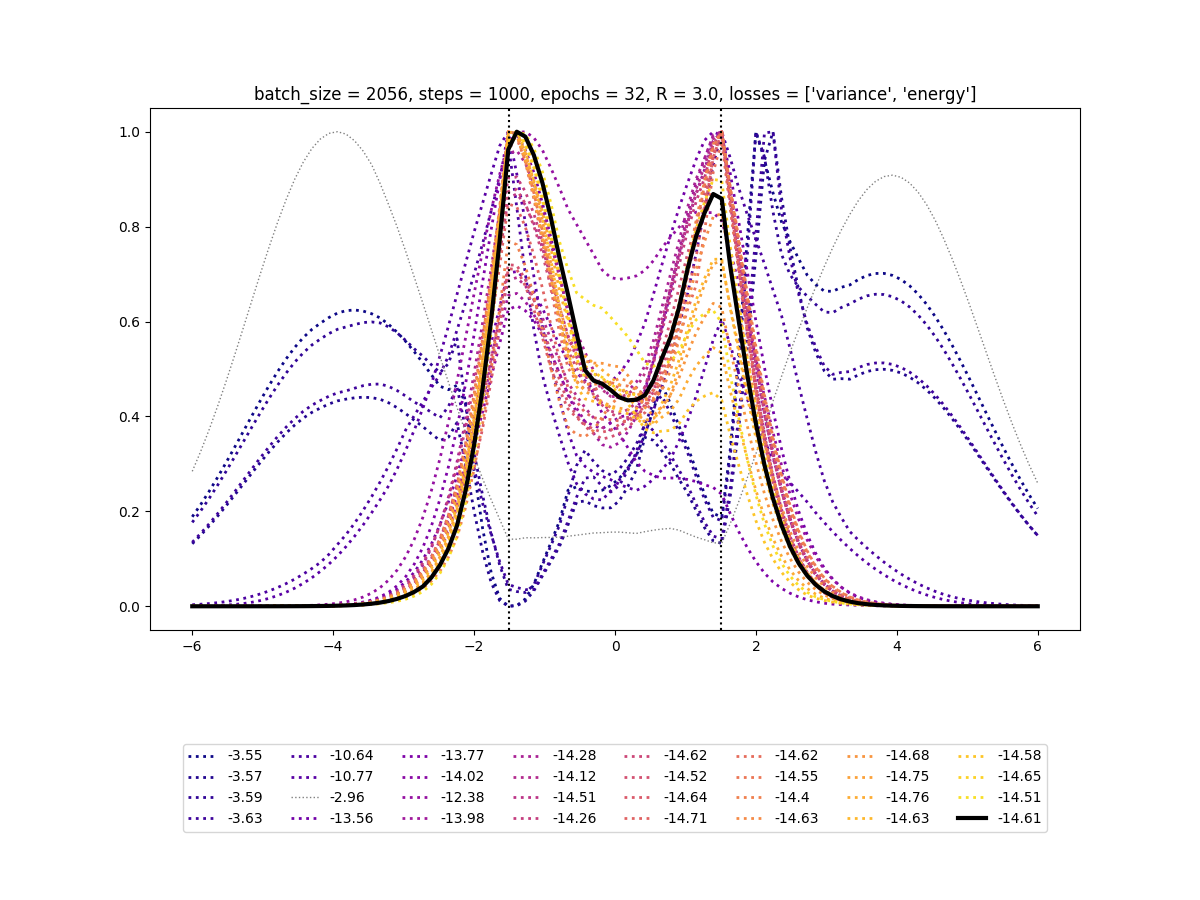 batch_size = 2056, steps = 1000, epochs = 32, R = 3.0, losses = ['variance', 'energy']
1.0
0.8
0.6
0.4
0.2
0.0
−6 −4 −2 0 2 4 6
-3.55 -10.64 -13.77 -14.28 -14.62 -14.62 -14.68 -14.58
-3.57 -10.77 -14.02 -14.12 -14.52 -14.55 -14.75 -14.65
-3.59 -2.96 -12.38 -14.51 -14.64 -14.4 -14.76 -14.51
-3.63 -13.56 -13.98 -14.26 -14.71 -14.63 -14.63 -14.61